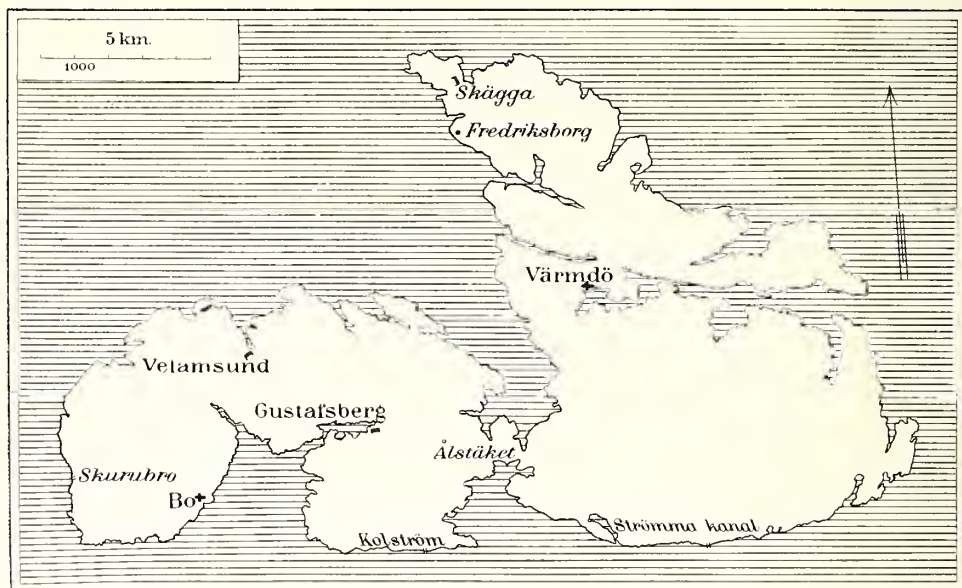 5 km.
1000
Skägga
Fredriksborg
Värmdö
Velamsund
Gustafsberg
Ålstäket
Skurubro
Bo
Strömma kanal
Kolström